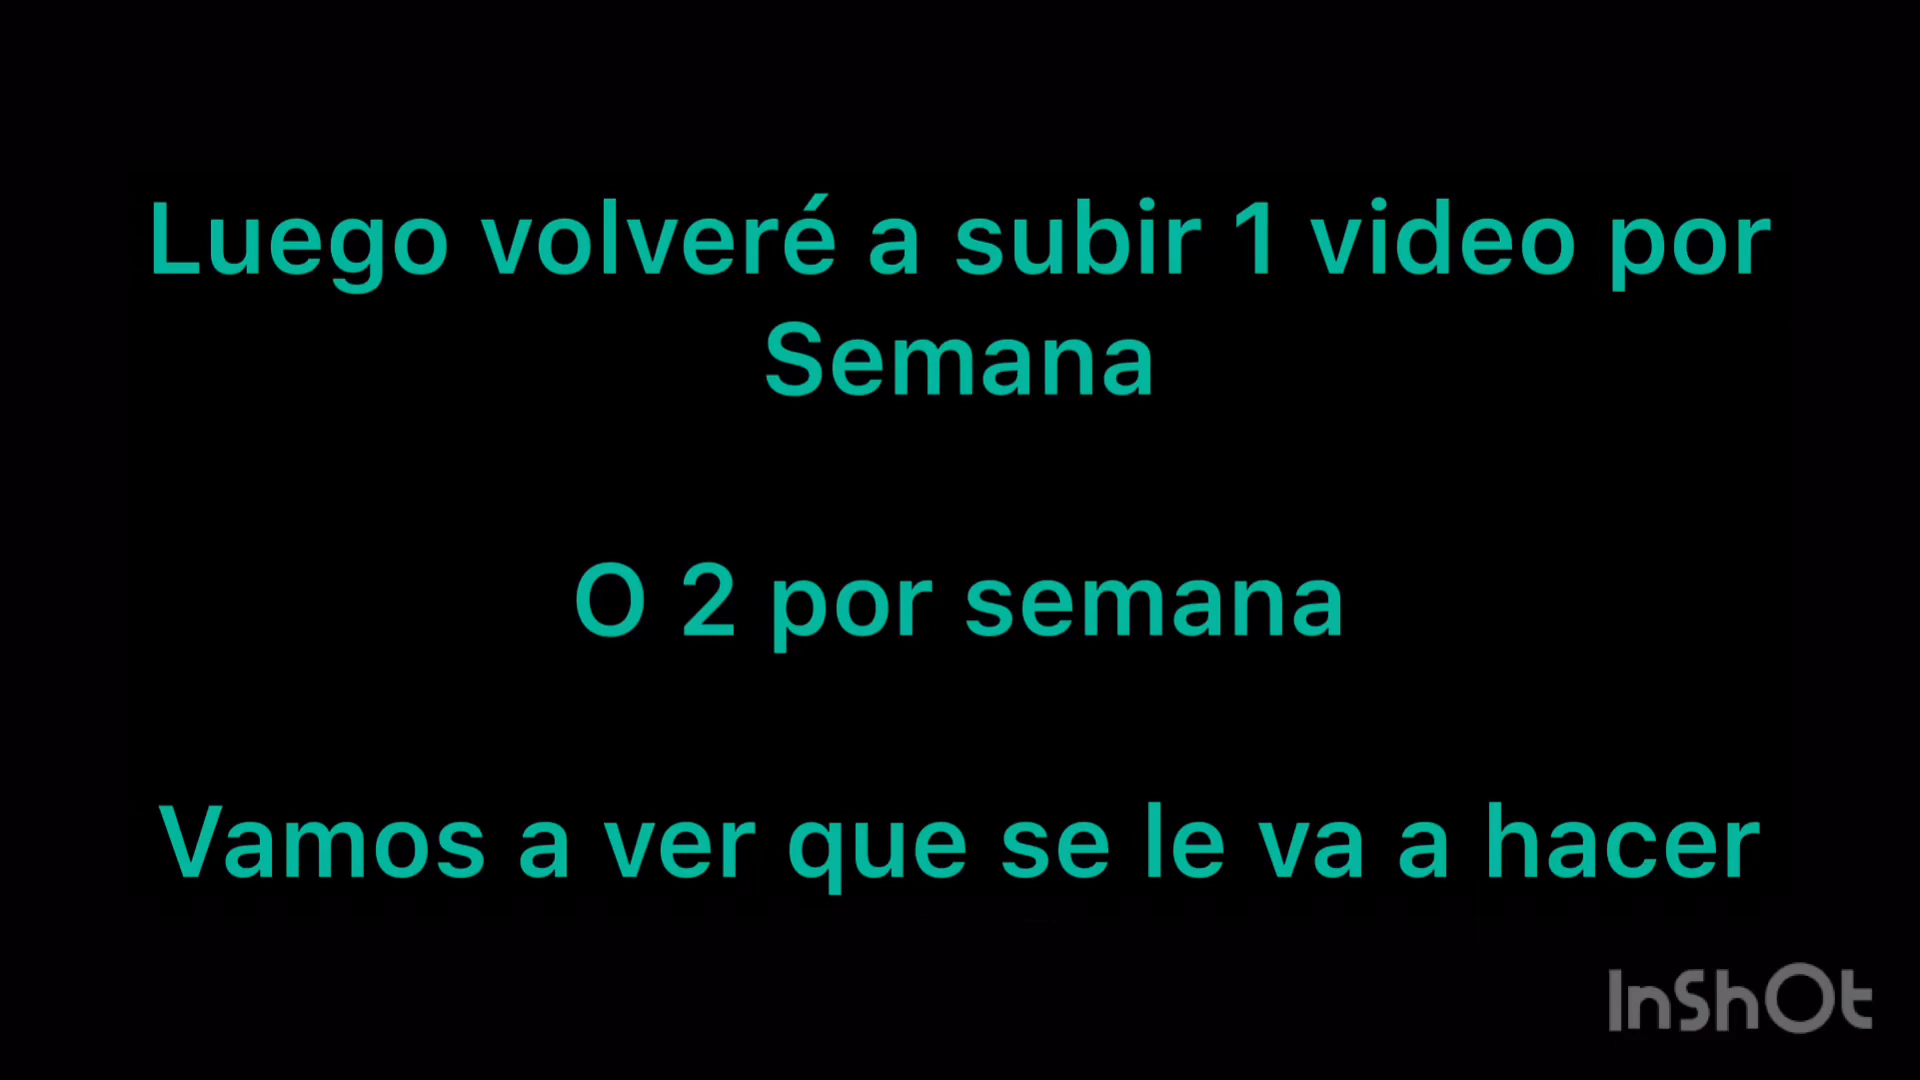 Luego volveré a subir 1 video por
Semana
O 2 por semana
Vamos a ver que se le va a hacer
InShOt